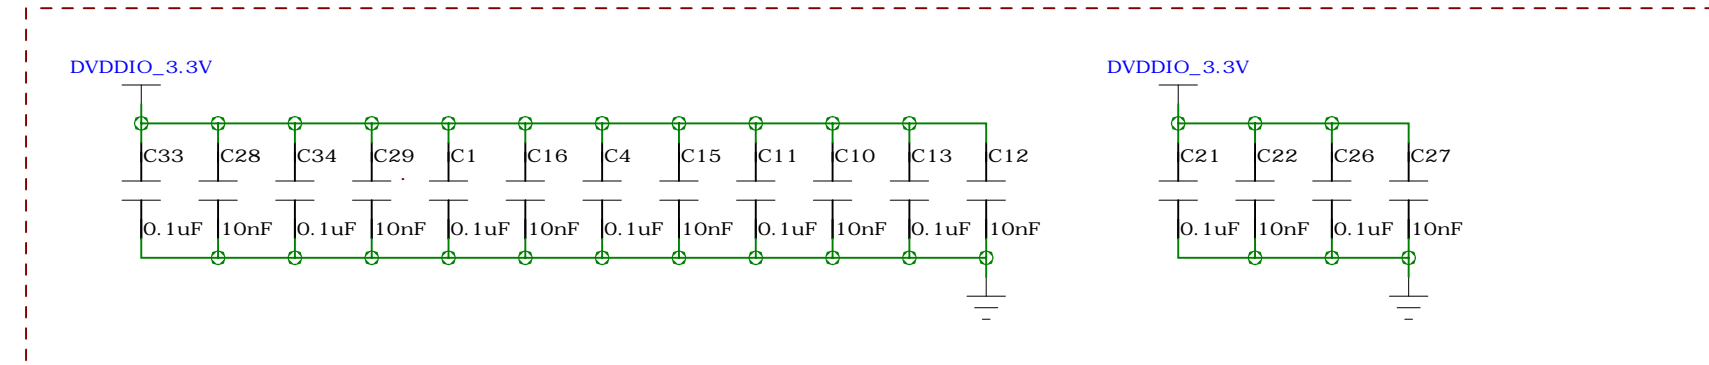 DVDDIO_3.3V DVDDIO_3.3V
C33 C28 C34 C29 C1 C16 C4 C15 C11 C10 C13 C12 C21 C22 C26 C27
0.1uF 10nF 0.1uF 10nF 0.1uF 10nF 0.1uF 10nF 0.1uF 10nF 0.1uF 10nF 0.1uF 10nF 0.1uF 10nF